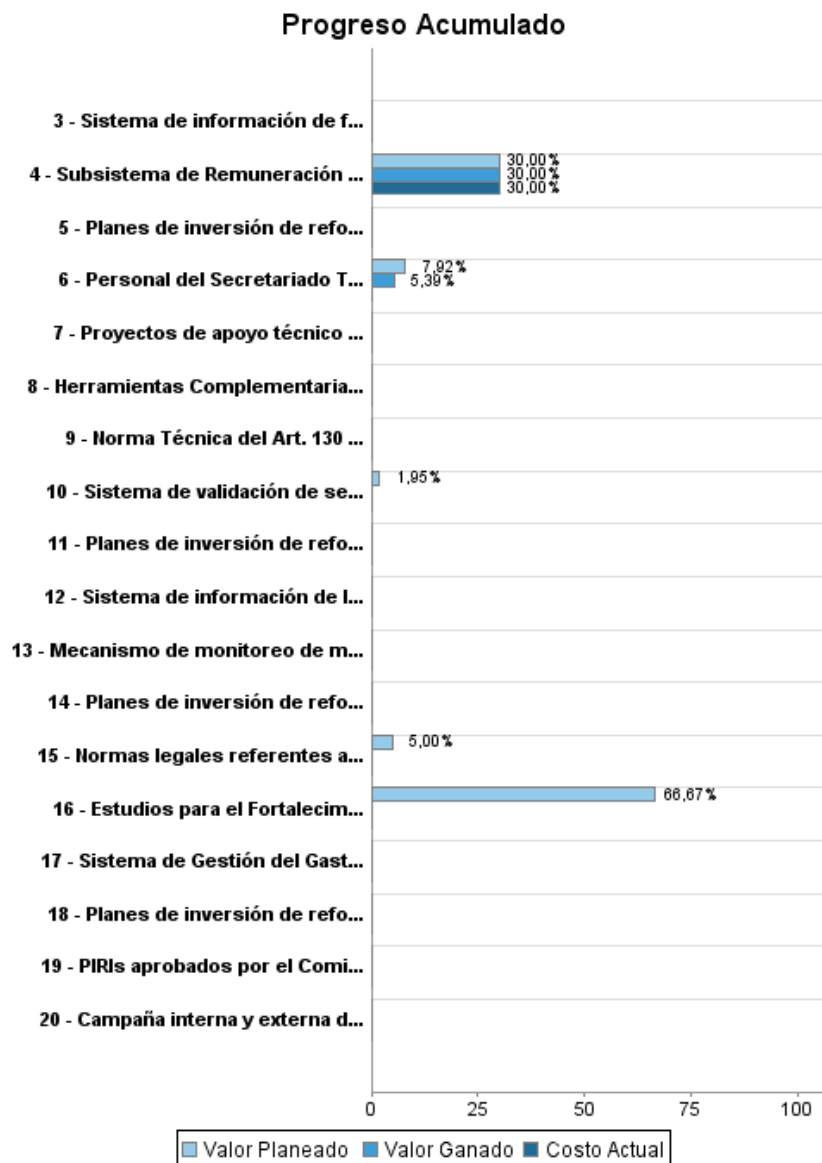 Progreso Acumulado
3 - Sistema de información de f...
4 - Subsistema de Remuneración ...
30,00%
30,00%
30,00%
5 - Planes de inversión de refo...
6 - Personal del Secretariado T...
7,92%
5,39%
7 - Proyectos de apoyo técnico ...
8 - Herramientas Complementaria...
9 - Norma Técnica del Art. 130 ...
10 - Sistema de validación de se...
1,95%
11 - Planes de inversión de refo...
12 - Sistema de información de l...
13 - Mecanismo de monitoreo de m...
14 - Planes de inversión de refo...
15 - Normas legales referentes a...
5,00%
16 - Estudios para el Fortalecim...
66,67%
17 - Sistema de Gestión del Gast...
18 - Planes de inversión de refo...
19 - PIRIs aprobados por el Comi...
20 - Campaña interna y externa d...
0 25 50 75 100
Valor Planeado Valor Ganado Costo Actual